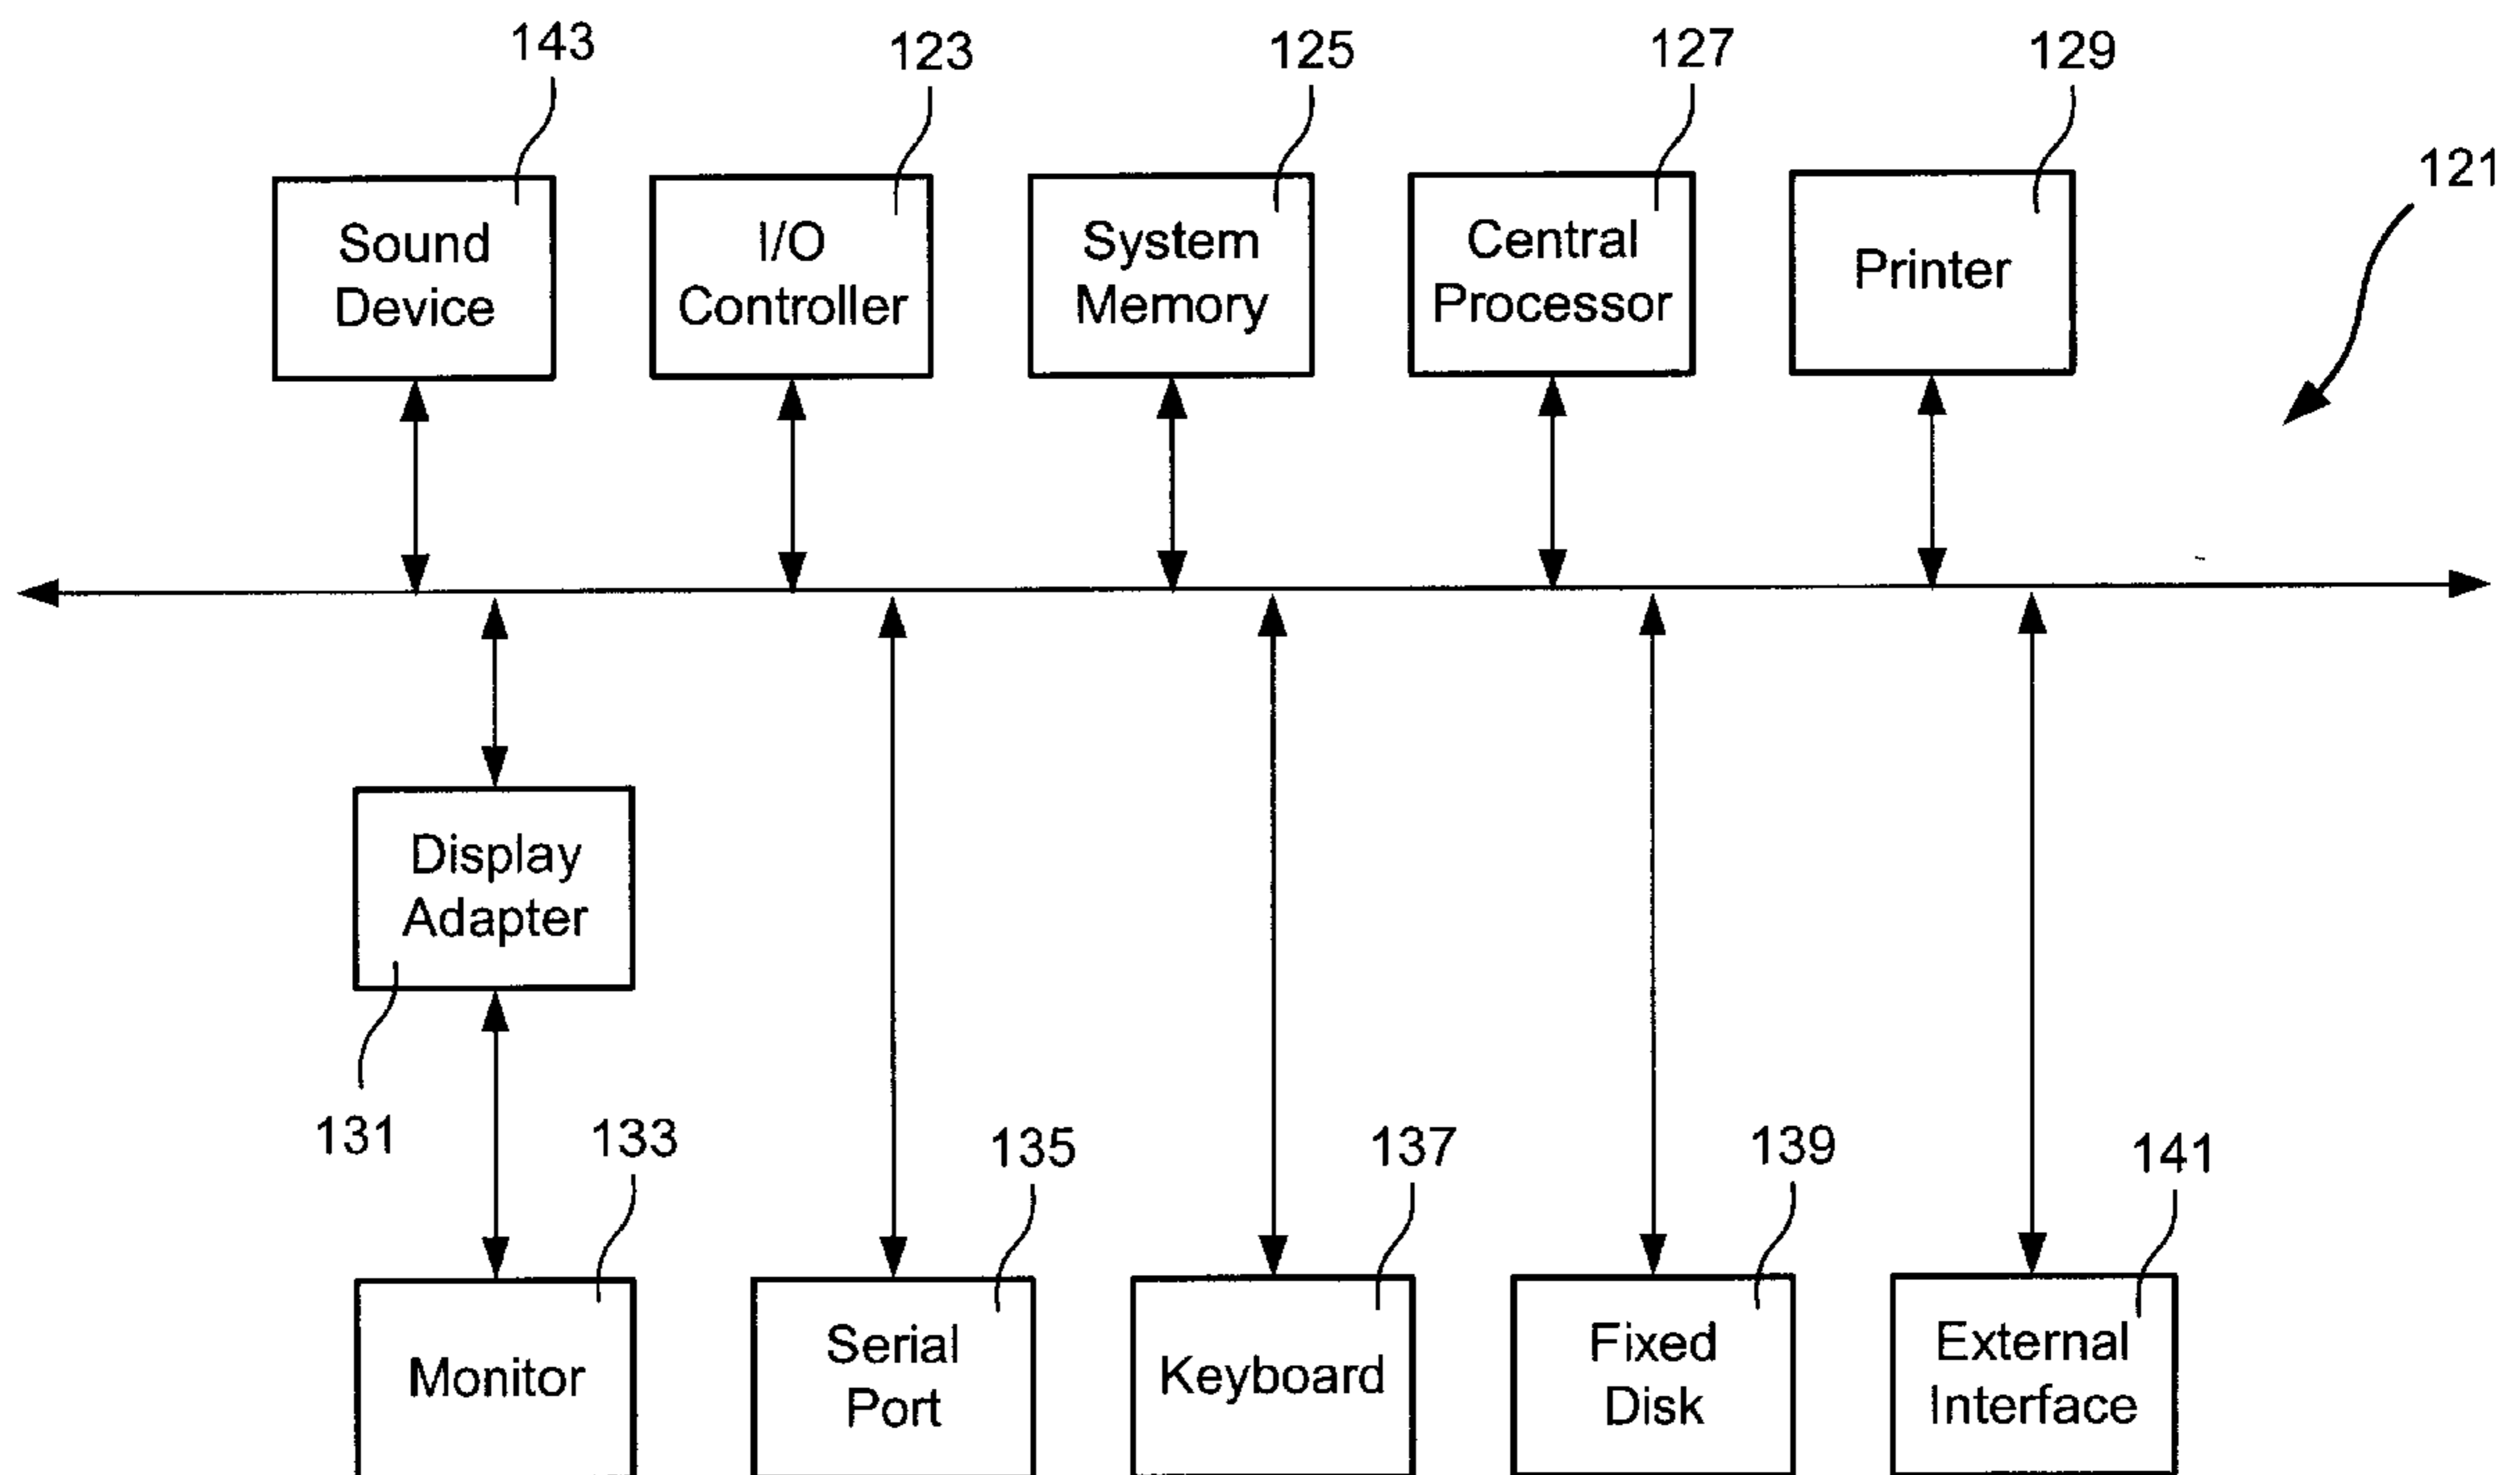 143
123
125
127
129
121
Sound
Device
I/O
Controller
System
Memory
Central
Processor
Printer
Display
Adapter
131
133
135
137
139
141
Monitor
Serial
Port
Keyboard
Fixed
Disk
External
Interface